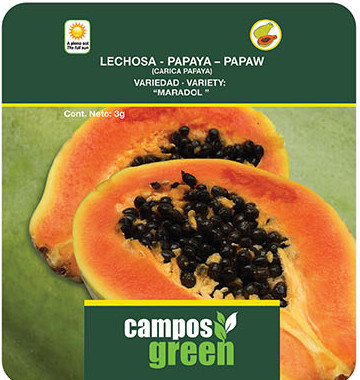 A pleno sol
The full sun
LECHOSA - PAPAYA – PAPAW
(CARICA PAPAYA)
VARIEDAD - VARIETY:
“MARADOL ”
Cont. Neto: 3g
campos
green